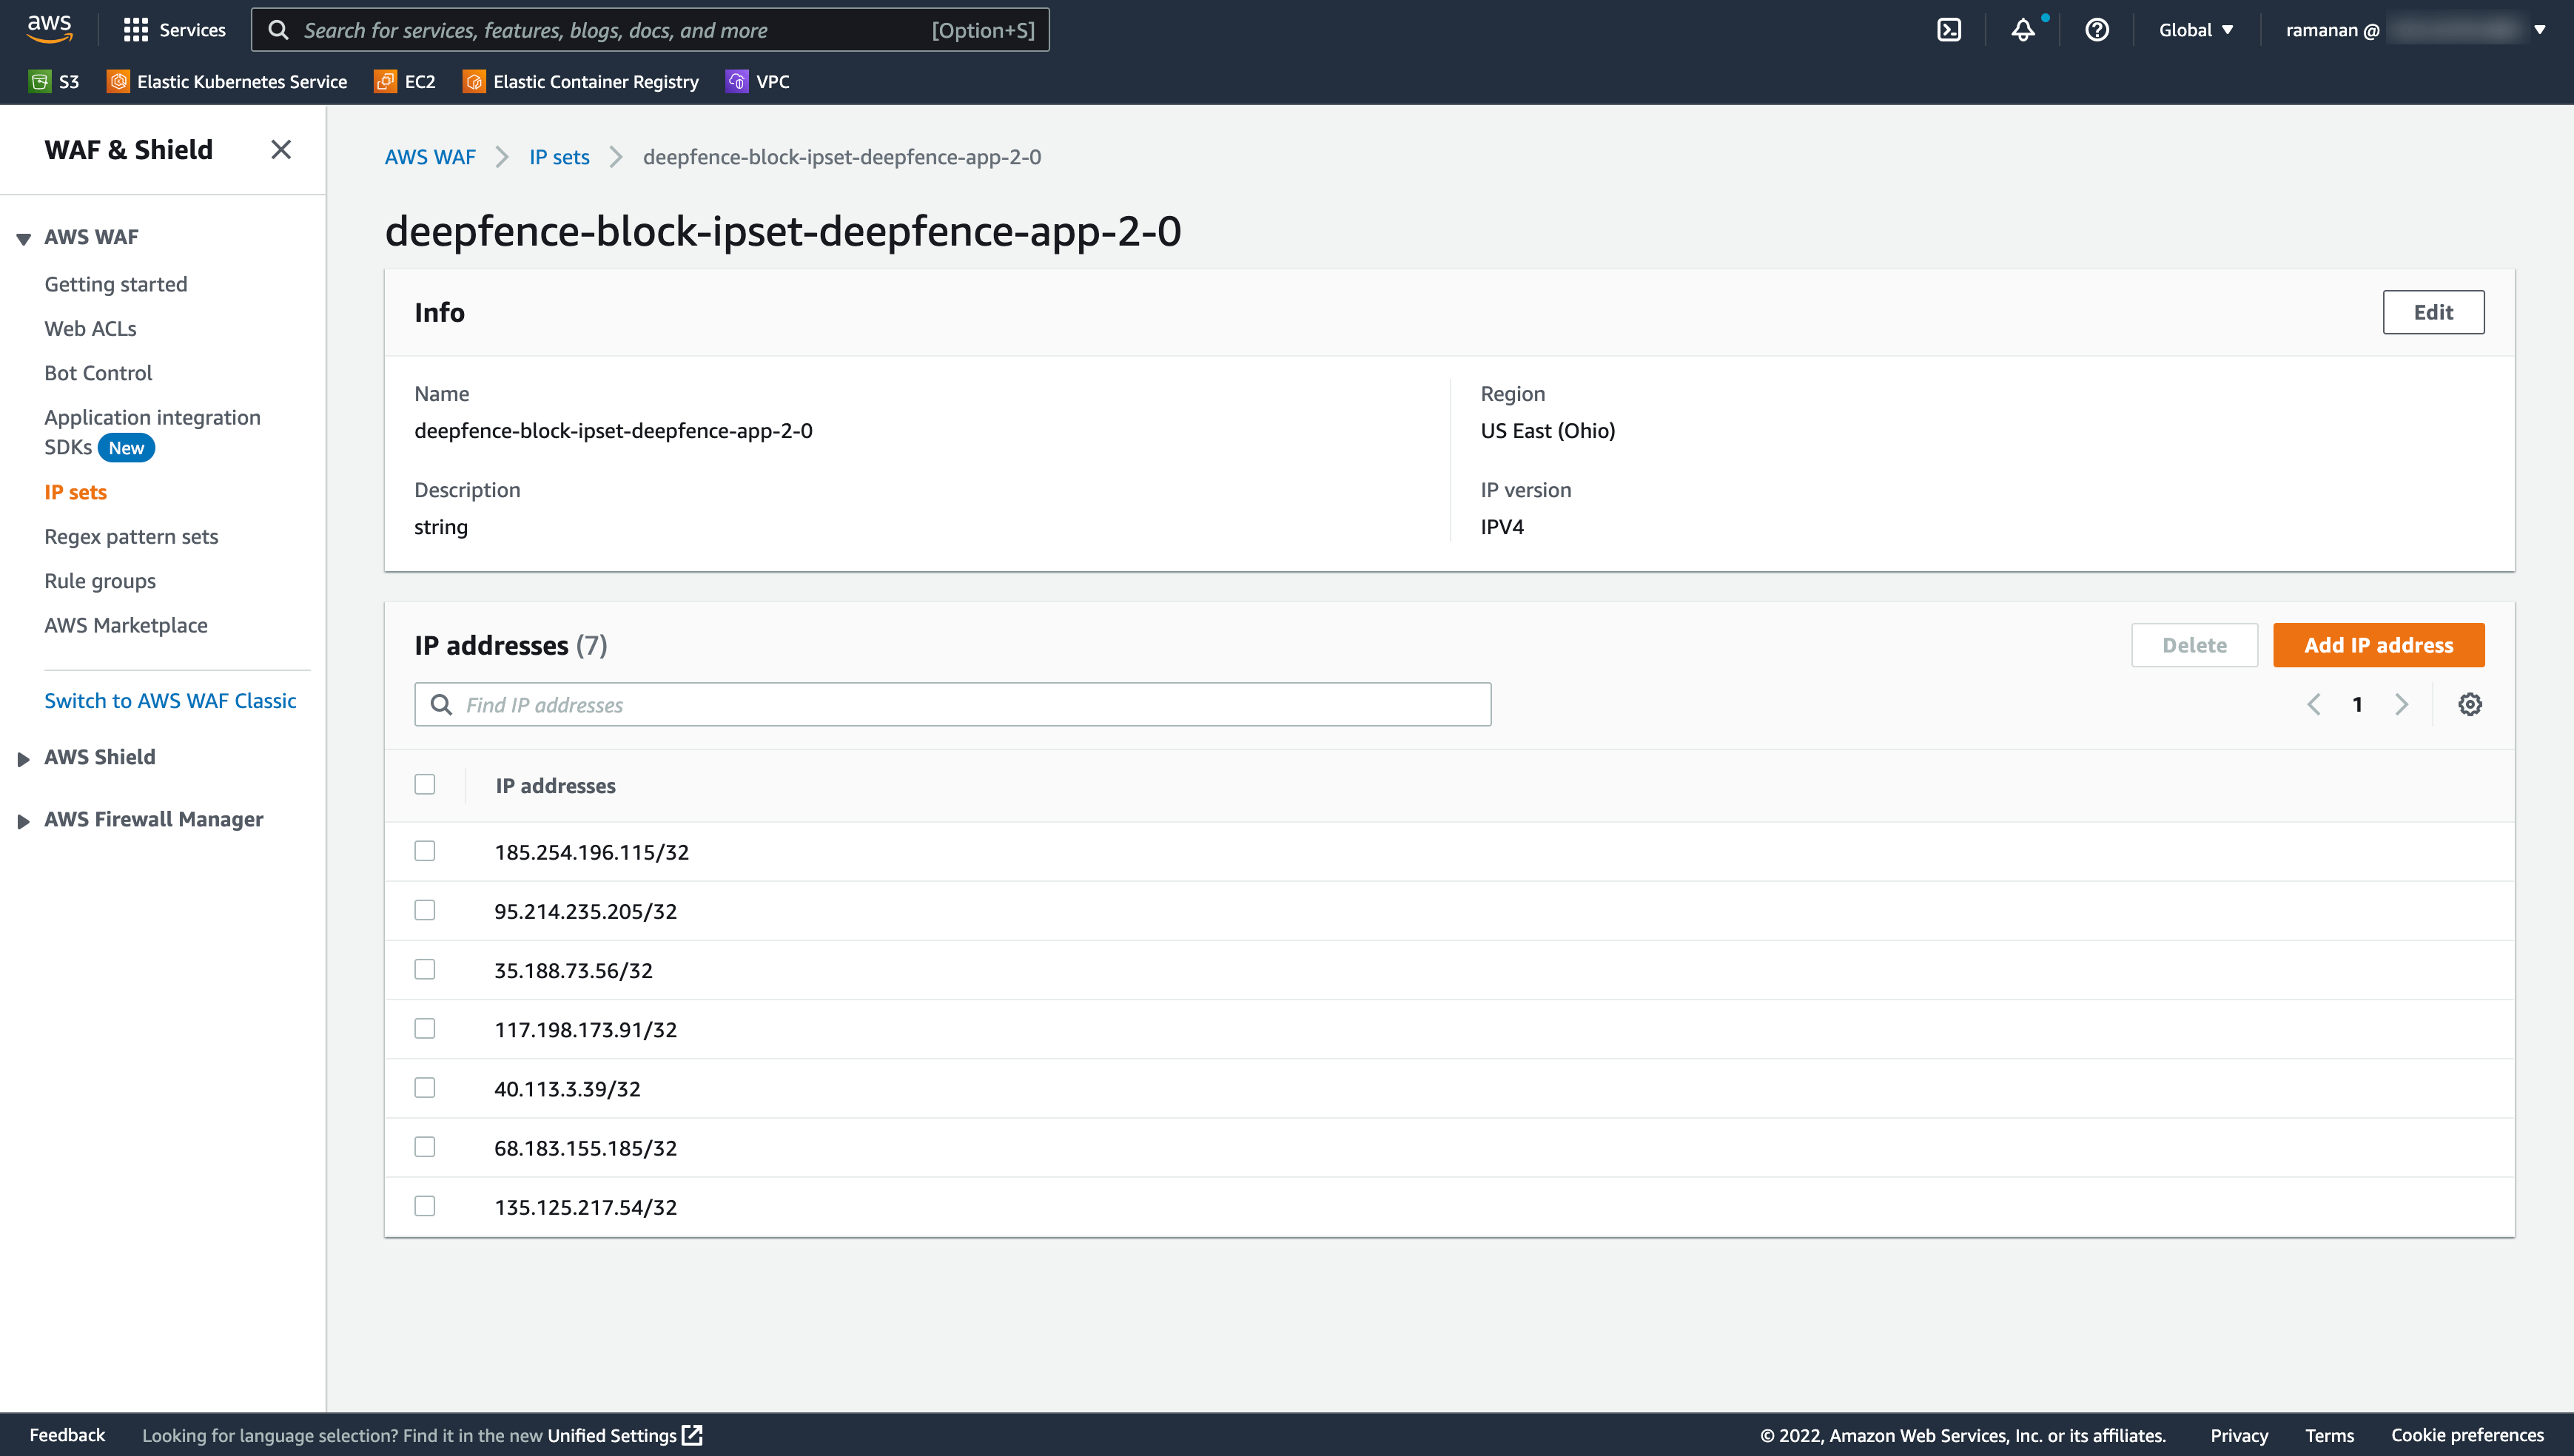 aws
Services
Search for services, features, blogs, docs, and more [Option+S]
Global
ramanan @
S3
Elastic Kubernetes Service
EC2
Elastic Container Registry
VPC
WAF & Shield
AWS WAF
Getting started
Web ACLs
Bot Control
Application integration
SDKs New
IP sets
Regex pattern sets
Rule groups
AWS Marketplace
Switch to AWS WAF Classic
AWS Shield
AWS Firewall Manager
AWS WAF > IP sets > deepfence-block-ipset-deepfence-app-2-0
deepfence-block-ipset-deepfence-app-2-0
Info
Edit
Name
deepfence-block-ipset-deepfence-app-2-0
Description
string
Region
US East (Ohio)
IP version
IPV4
IP addresses (7)
Delete
Add IP address
Find IP addresses
1
IP addresses
185.254.196.115/32
95.214.235.205/32
35.188.73.56/32
117.198.173.91/32
40.113.3.39/32
68.183.155.185/32
135.125.217.54/32
Feedback
Looking for language selection? Find it in the new Unified Settings
© 2022, Amazon Web Services, Inc. or its affiliates.
Privacy
Terms
Cookie preferences